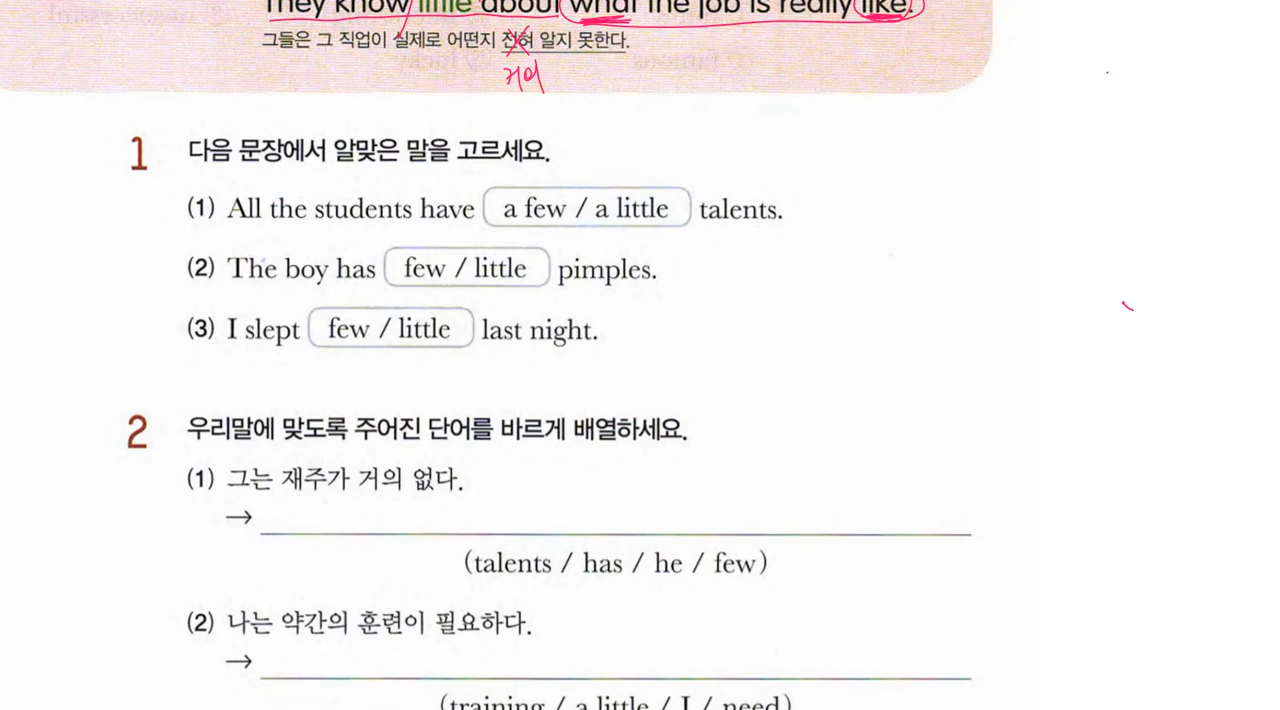 They know little about what the job is really like.
그들은 그 직업이 실제로 어떤지 전혀 알지 못한다.
거의
1 다음 문장에서 알맞은 말을 고르세요.
(1) All the students have a few / a little talents.
(2) The boy has few / little pimples.
(3) I slept few / little last night.
2 우리말에 맞도록 주어진 단어를 바르게 배열하세요.
(1) 그는 재주가 거의 없다.
→
(talents / has / he / few)
(2) 나는 약간의 훈련이 필요하다.
→
(training / a little / I / need)